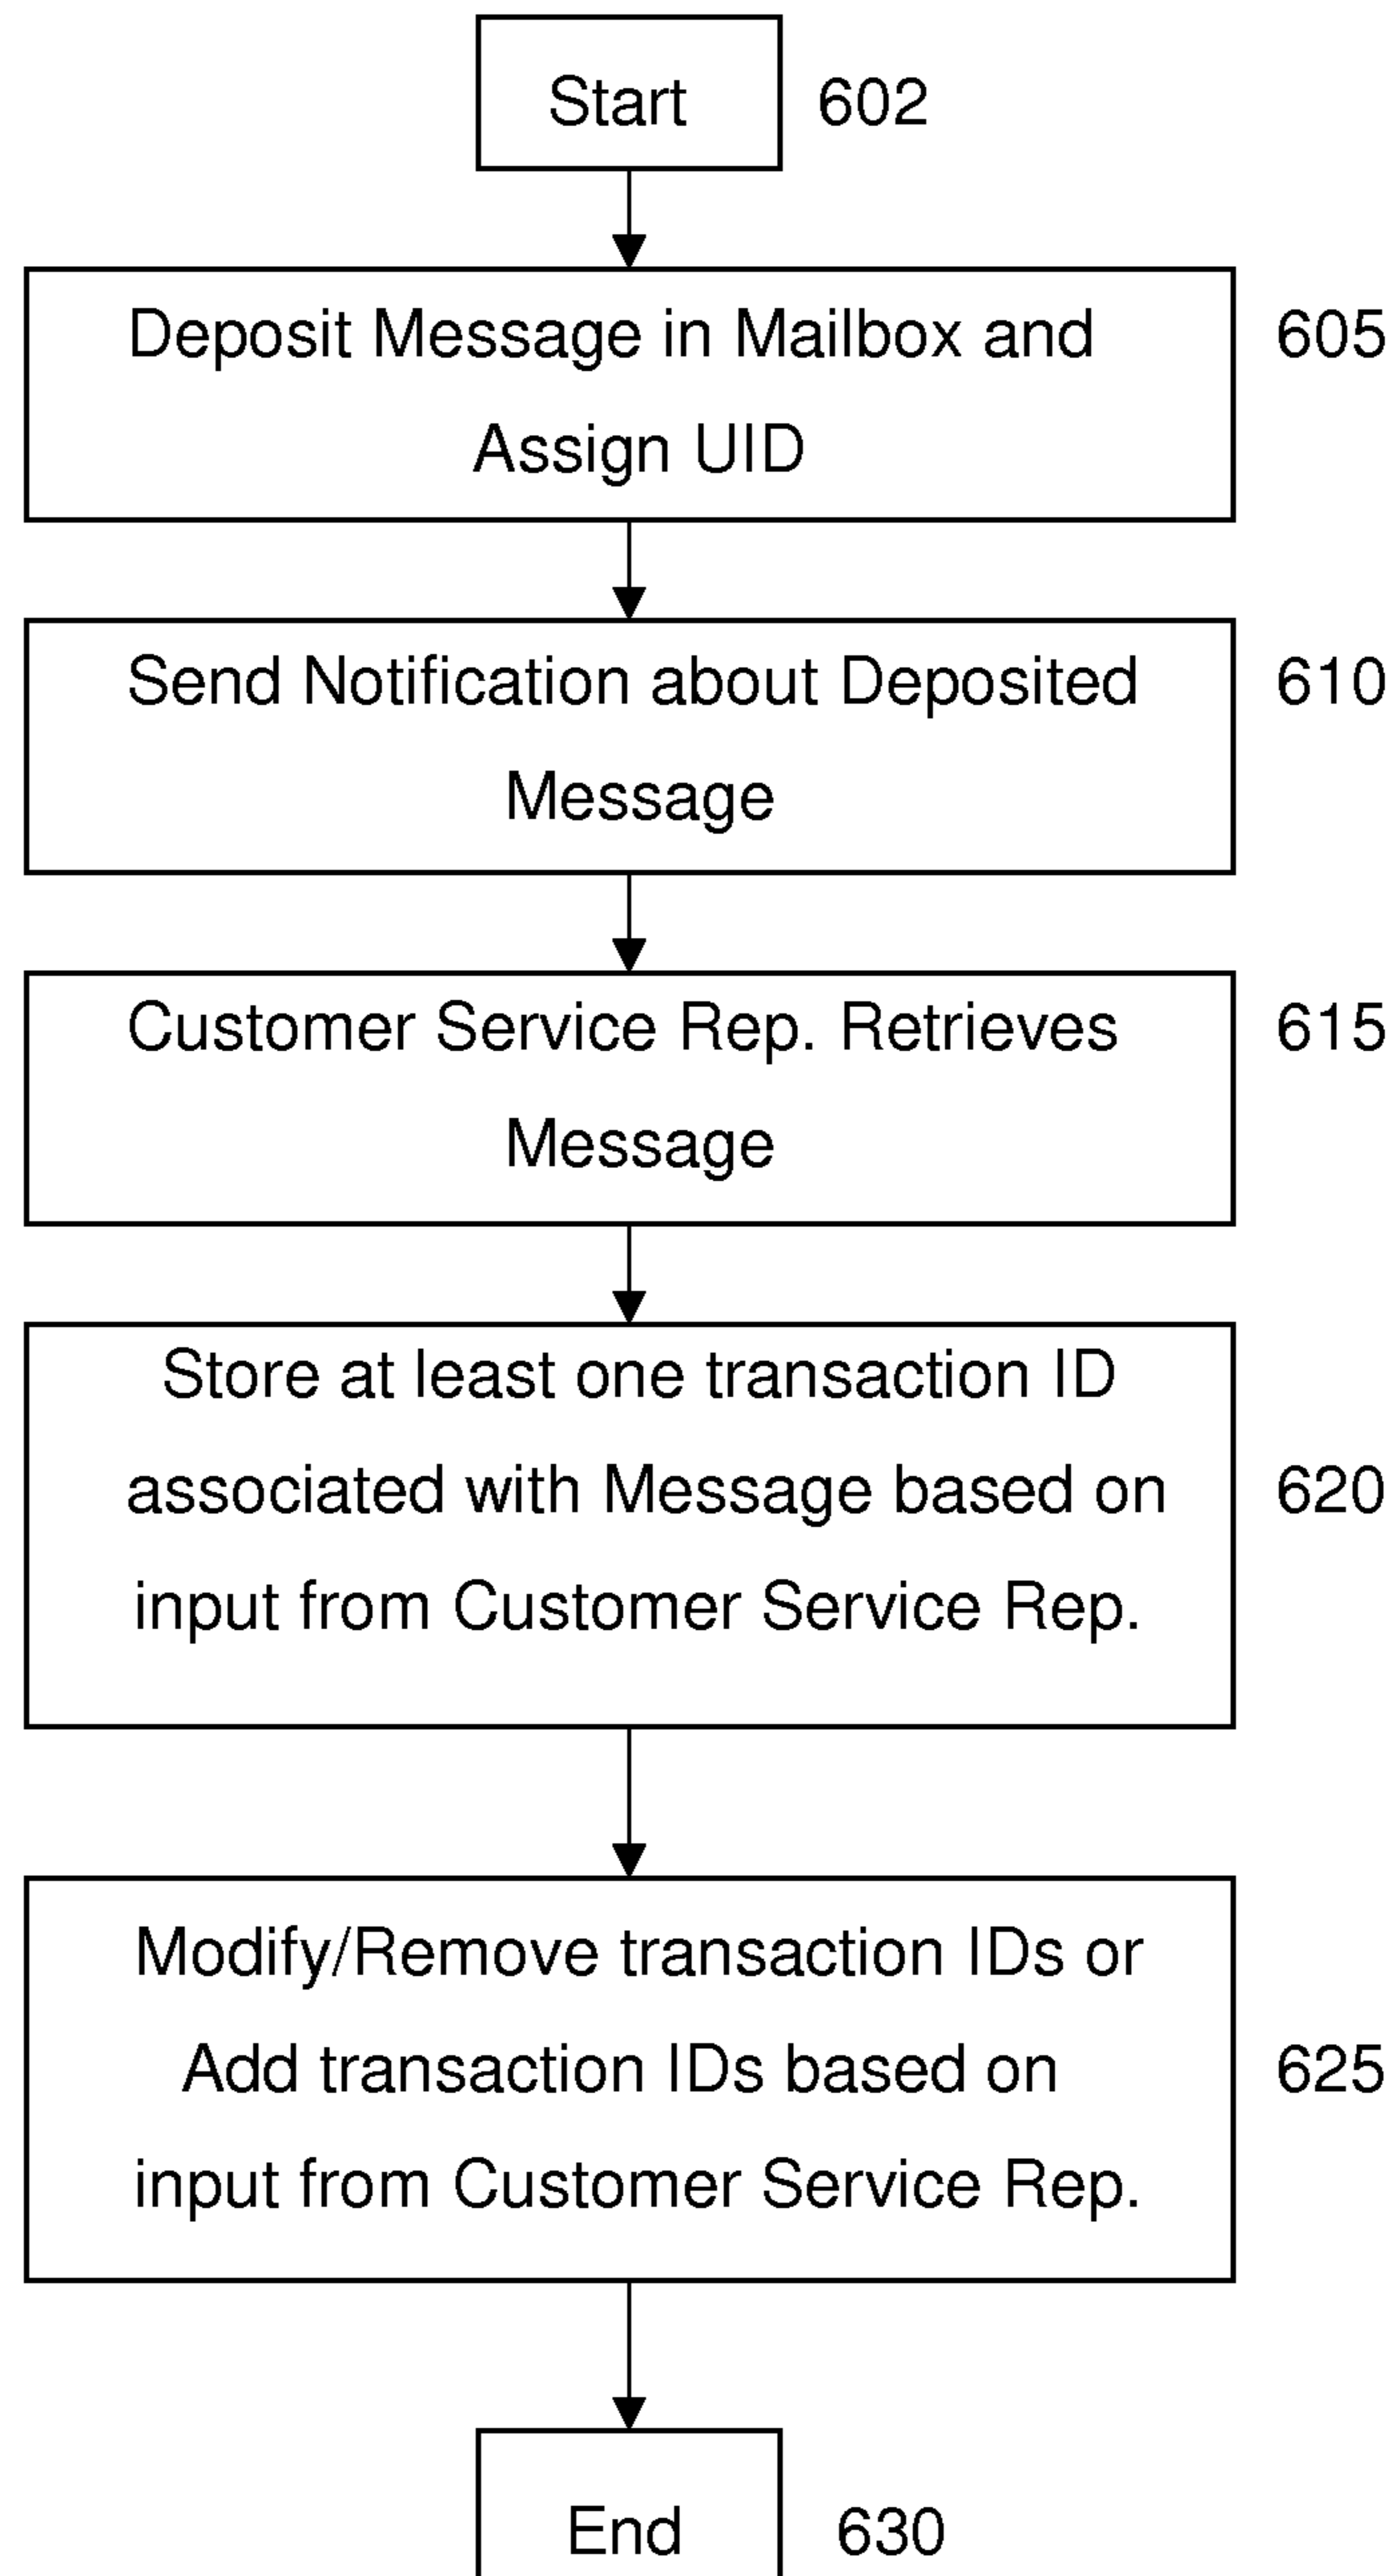 Start 602
Deposit Message in Mailbox and 605
Assign UID
Send Notification about Deposited 610
Message
Customer Service Rep. Retrieves 615
Message
Store at least one transaction ID
associated with Message based on 620
input from Customer Service Rep.
Modify/Remove transaction IDs or
Add transaction IDs based on 625
input from Customer Service Rep.
End 630